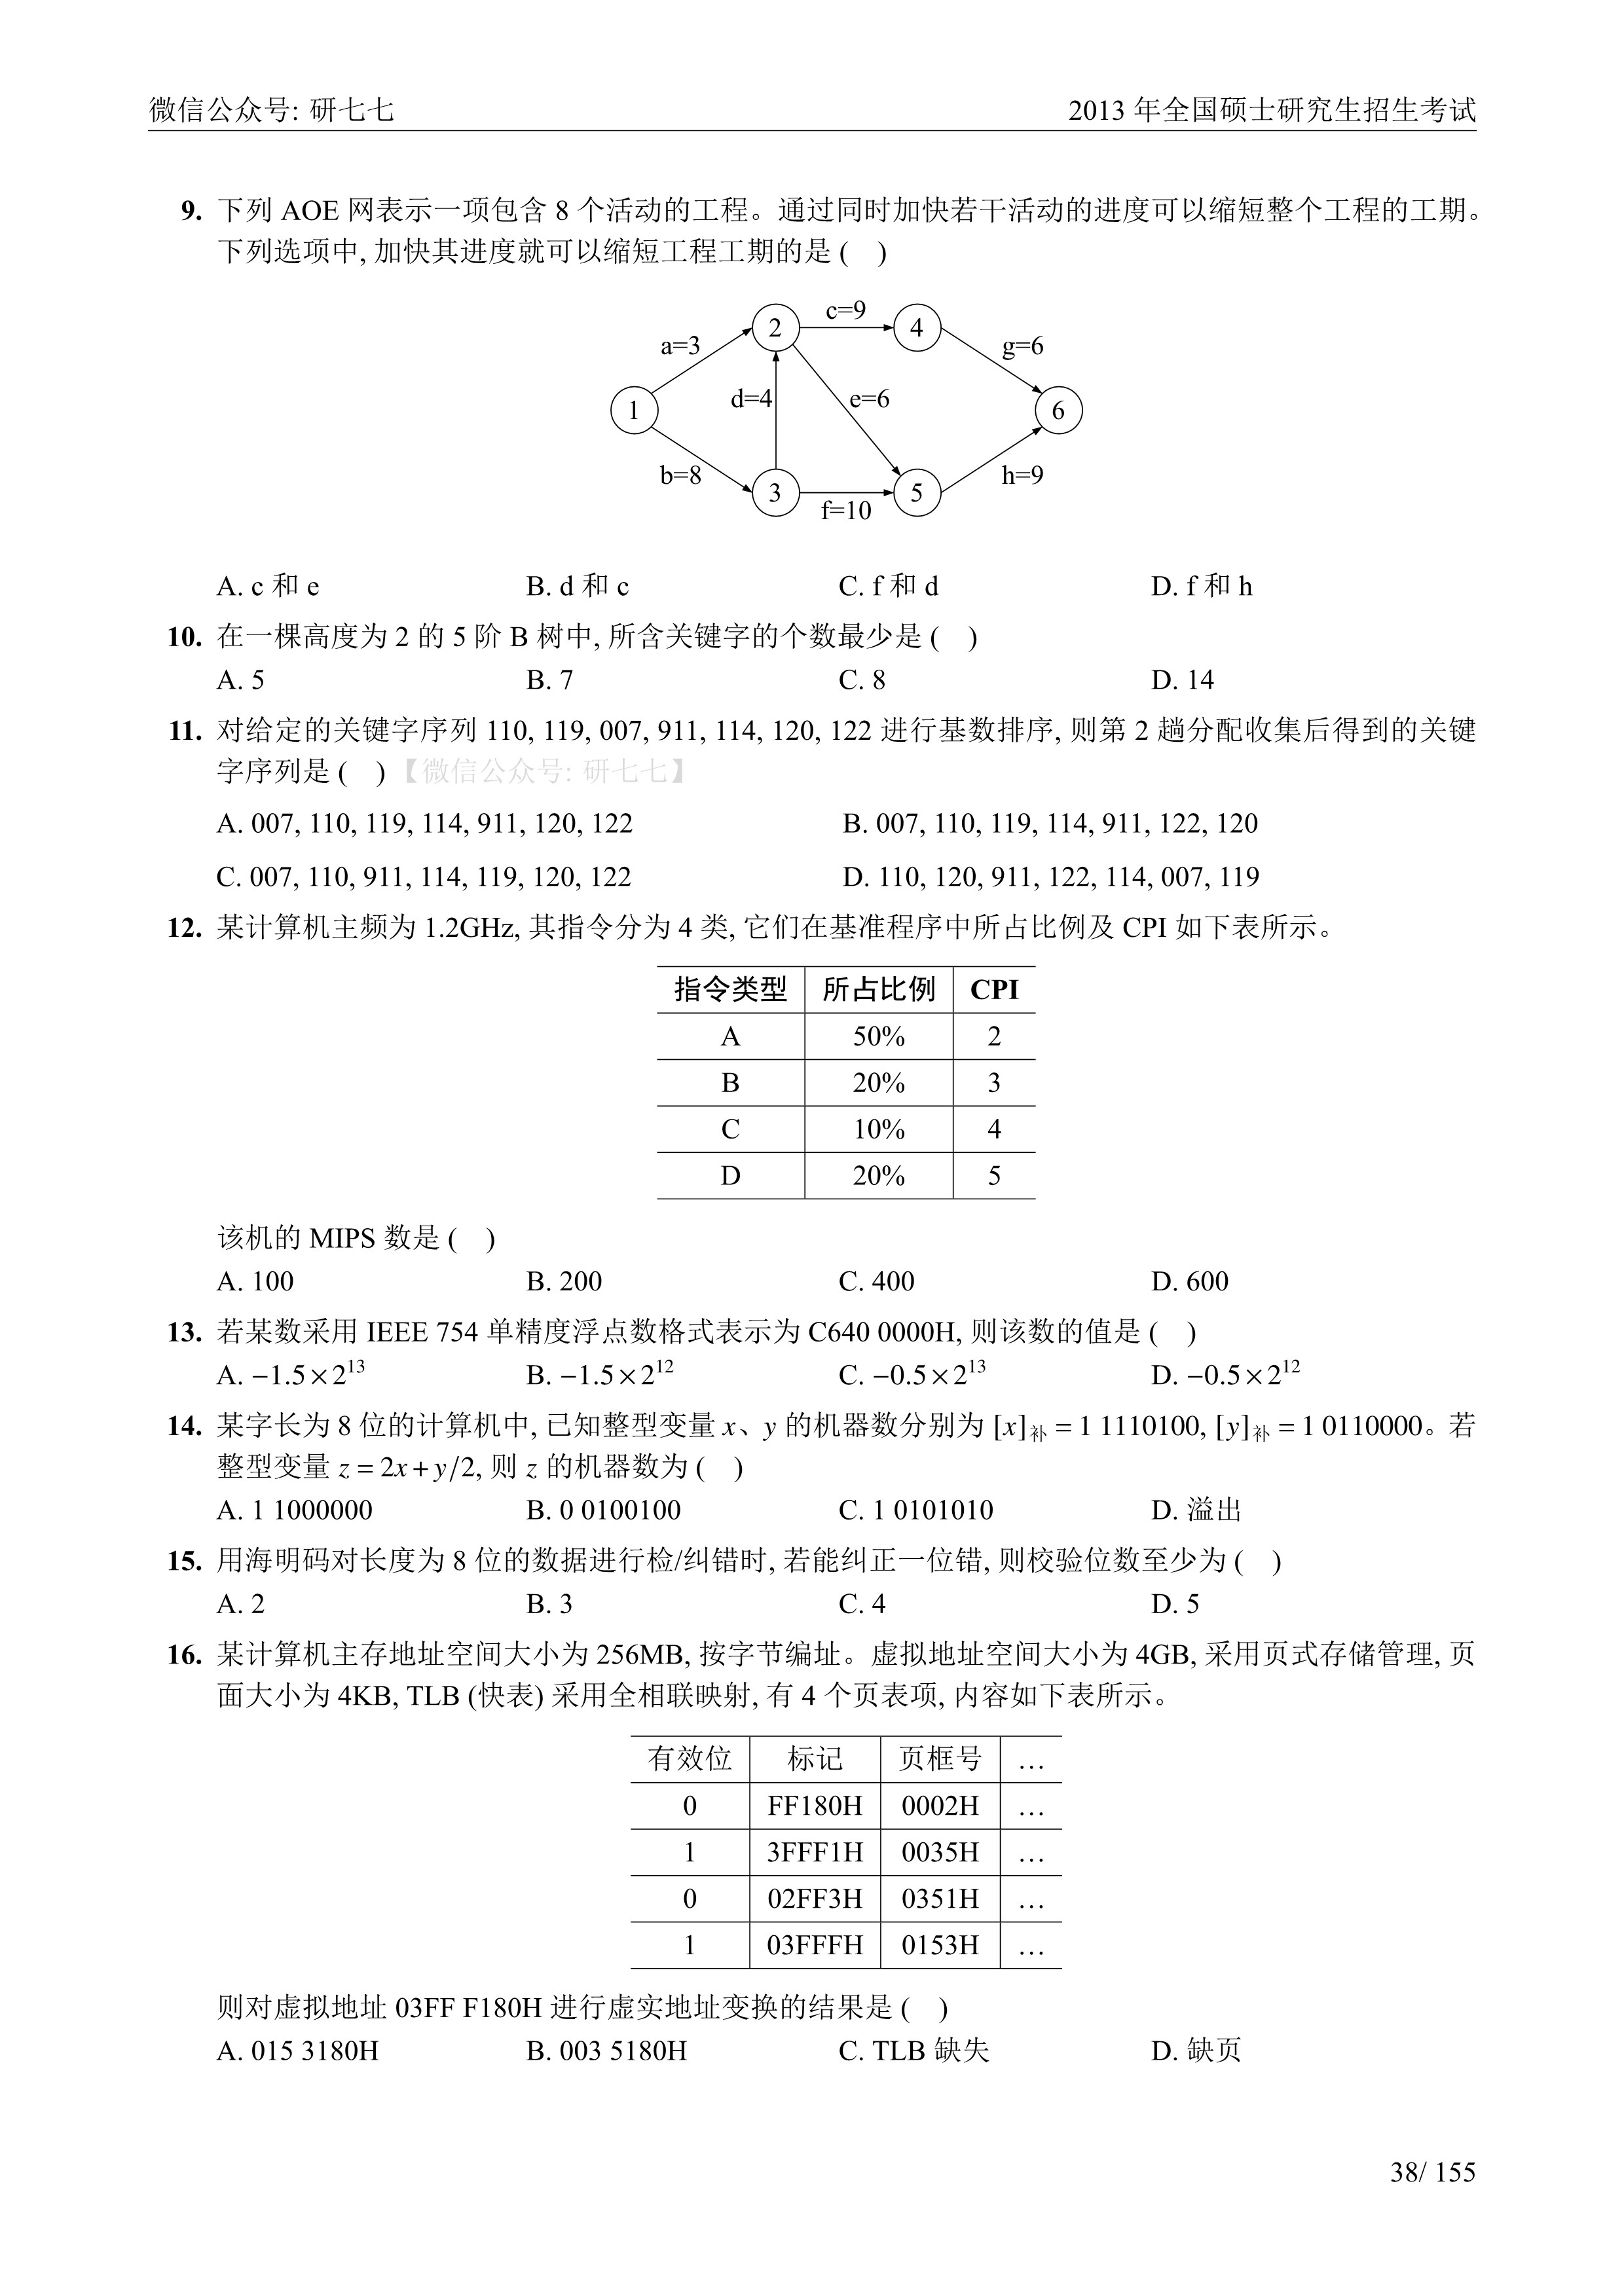 微信公众号: 研七七
2013 年全国硕士研究生招生考试
9. 下列 AOE 网表示一项包含 8 个活动的工程。通过同时加快若干活动的进度可以缩短整个工程的工期。
下列选项中, 加快其进度就可以缩短工程工期的是 ( )
c=9
2
4
a=3
g=6
1
d=4
e=6
6
b=8
h=9
3
5
f=10
A. c 和 e B. d 和 c C. f 和 d D. f 和 h
10. 在一棵高度为 2 的 5 阶 B 树中, 所含关键字的个数最少是 ( )
A. 5 B. 7 C. 8 D. 14
11. 对给定的关键字序列 110, 119, 007, 911, 114, 120, 122 进行基数排序, 则第 2 趟分配收集后得到的关键
字序列是 ( ) 【微信公众号: 研七七】
A. 007, 110, 119, 114, 911, 120, 122 B. 007, 110, 119, 114, 911, 122, 120
C. 007, 110, 911, 114, 119, 120, 122 D. 110, 120, 911, 122, 114, 007, 119
12. 某计算机主频为 1.2GHz, 其指令分为 4 类, 它们在基准程序中所占比例及 CPI 如下表所示。
指令类型 所占比例 CPI
A 50% 2
B 20% 3
C 10% 4
D 20% 5
该机的 MIPS 数是 ( )
A. 100 B. 200 C. 400 D. 600
13. 若某数采用 IEEE 754 单精度浮点数格式表示为 C640 0000H, 则该数的值是 ( )
A. −1.5×2¹³ B. −1.5×2¹² C. −0.5×2¹³ D. −0.5×2¹²
14. 某字长为 8 位的计算机中, 已知整型变量 x、y 的机器数分别为 [x]补 = 1 1110100, [y]补 = 1 0110000。若
整型变量 z = 2x + y/2, 则 z 的机器数为 ( )
A. 1 1000000 B. 0 0100100 C. 1 0101010 D. 溢出
15. 用海明码对长度为 8 位的数据进行检/纠错时, 若能纠正一位错, 则校验位数至少为 ( )
A. 2 B. 3 C. 4 D. 5
16. 某计算机主存地址空间大小为 256MB, 按字节编址。虚拟地址空间大小为 4GB, 采用页式存储管理, 页
面大小为 4KB, TLB (快表) 采用全相联映射, 有 4 个页表项, 内容如下表所示。
有效位 标记 页框号 …
0 FF180H 0002H …
1 3FFF1H 0035H …
0 02FF3H 0351H …
1 03FFFH 0153H …
则对虚拟地址 03FF F180H 进行虚实地址变换的结果是 ( )
A. 015 3180H B. 003 5180H C. TLB 缺失 D. 缺页
38/ 155